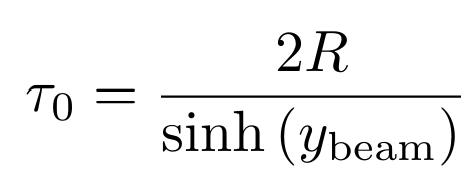 τ₀ = 2R / sinh (y_beam)